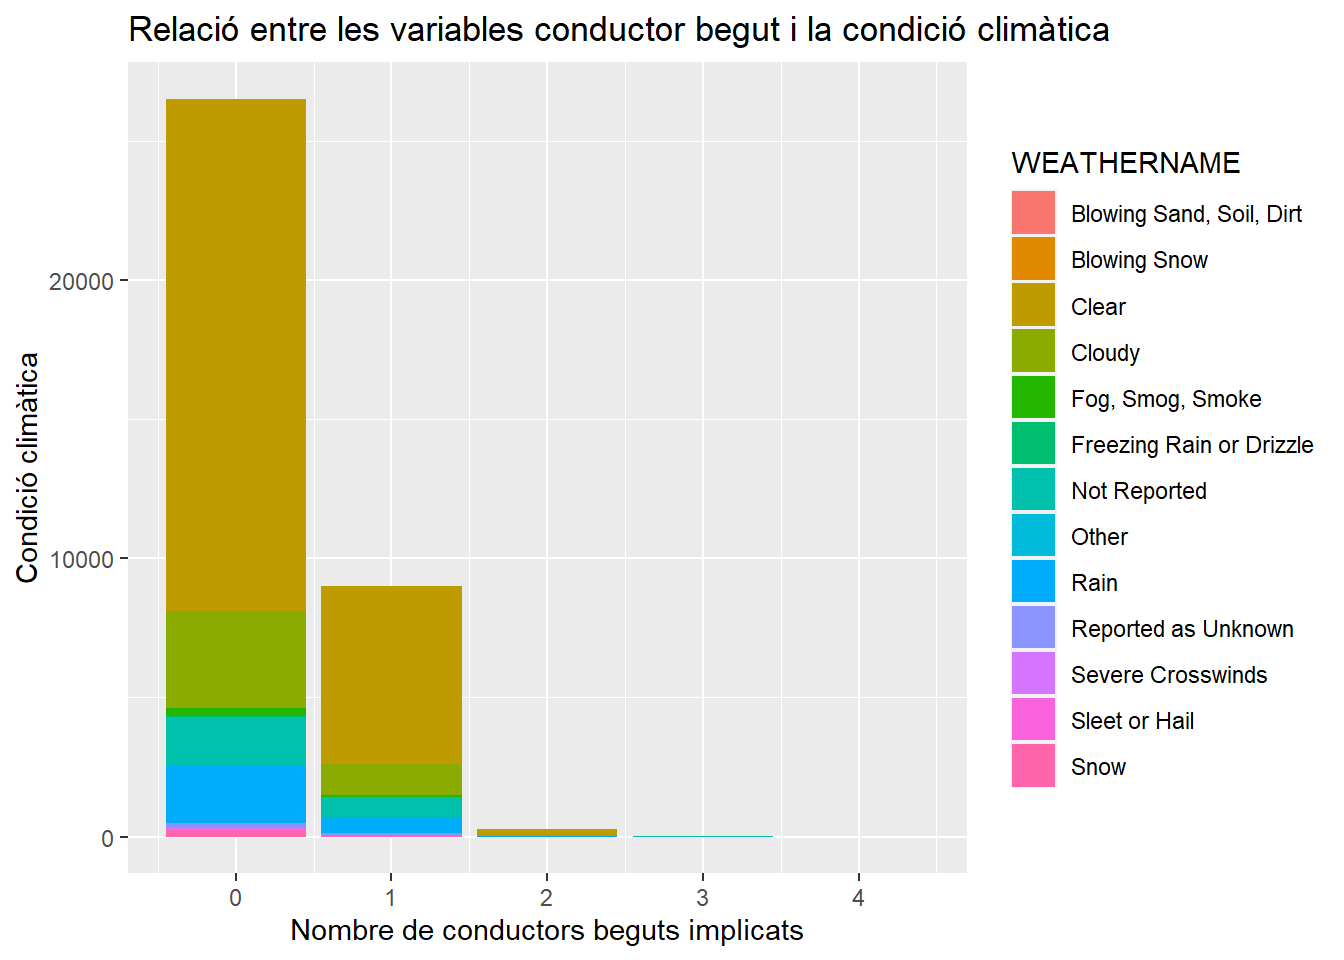 Relació entre les variables conductor begut i la condició climàtica
Condició climàtica
20000
10000
0
0 1 2 3 4
Nombre de conductors beguts implicats
WEATHERNAME
Blowing Sand, Soil, Dirt
Blowing Snow
Clear
Cloudy
Fog, Smog, Smoke
Freezing Rain or Drizzle
Not Reported
Other
Rain
Reported as Unknown
Severe Crosswinds
Sleet or Hail
Snow